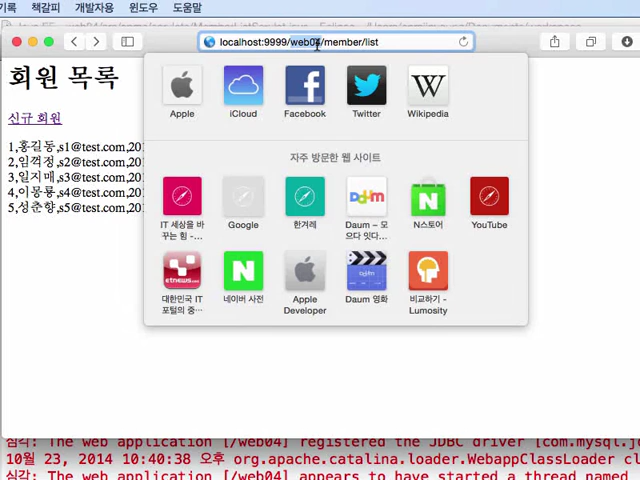 기록 책갈피 개발자용 윈도우 도움말
localhost:9999/web04/member/list
회원 목록
신규 회원
1,홍길동,s1@test.com,201
2,임꺽정,s2@test.com,201
3,일지매,s3@test.com,201
4,이몽룡,s4@test.com,201
5,성춘향,s5@test.com,201
Apple iCloud Facebook Twitter Wikipedia
W
자주 방문한 웹 사이트
Daum N
IT 세상을 바꾸는 힘 -... Google 한겨레 Daum – 모으다 잇다... N스토어 YouTube
etnews.com N Daum
대한민국 IT 포털의 중... 네이버 사전 Apple Developer Daum 영화 비교하기 - Lumosity
심각: The web application [/web04] registered the JDBC driver [com.mysql.j
10월 23, 2014 10:40:38 오후 org.apache.catalina.loader.WebappClassLoader cl
심각: The web application [/web04] appears to have started a thread named